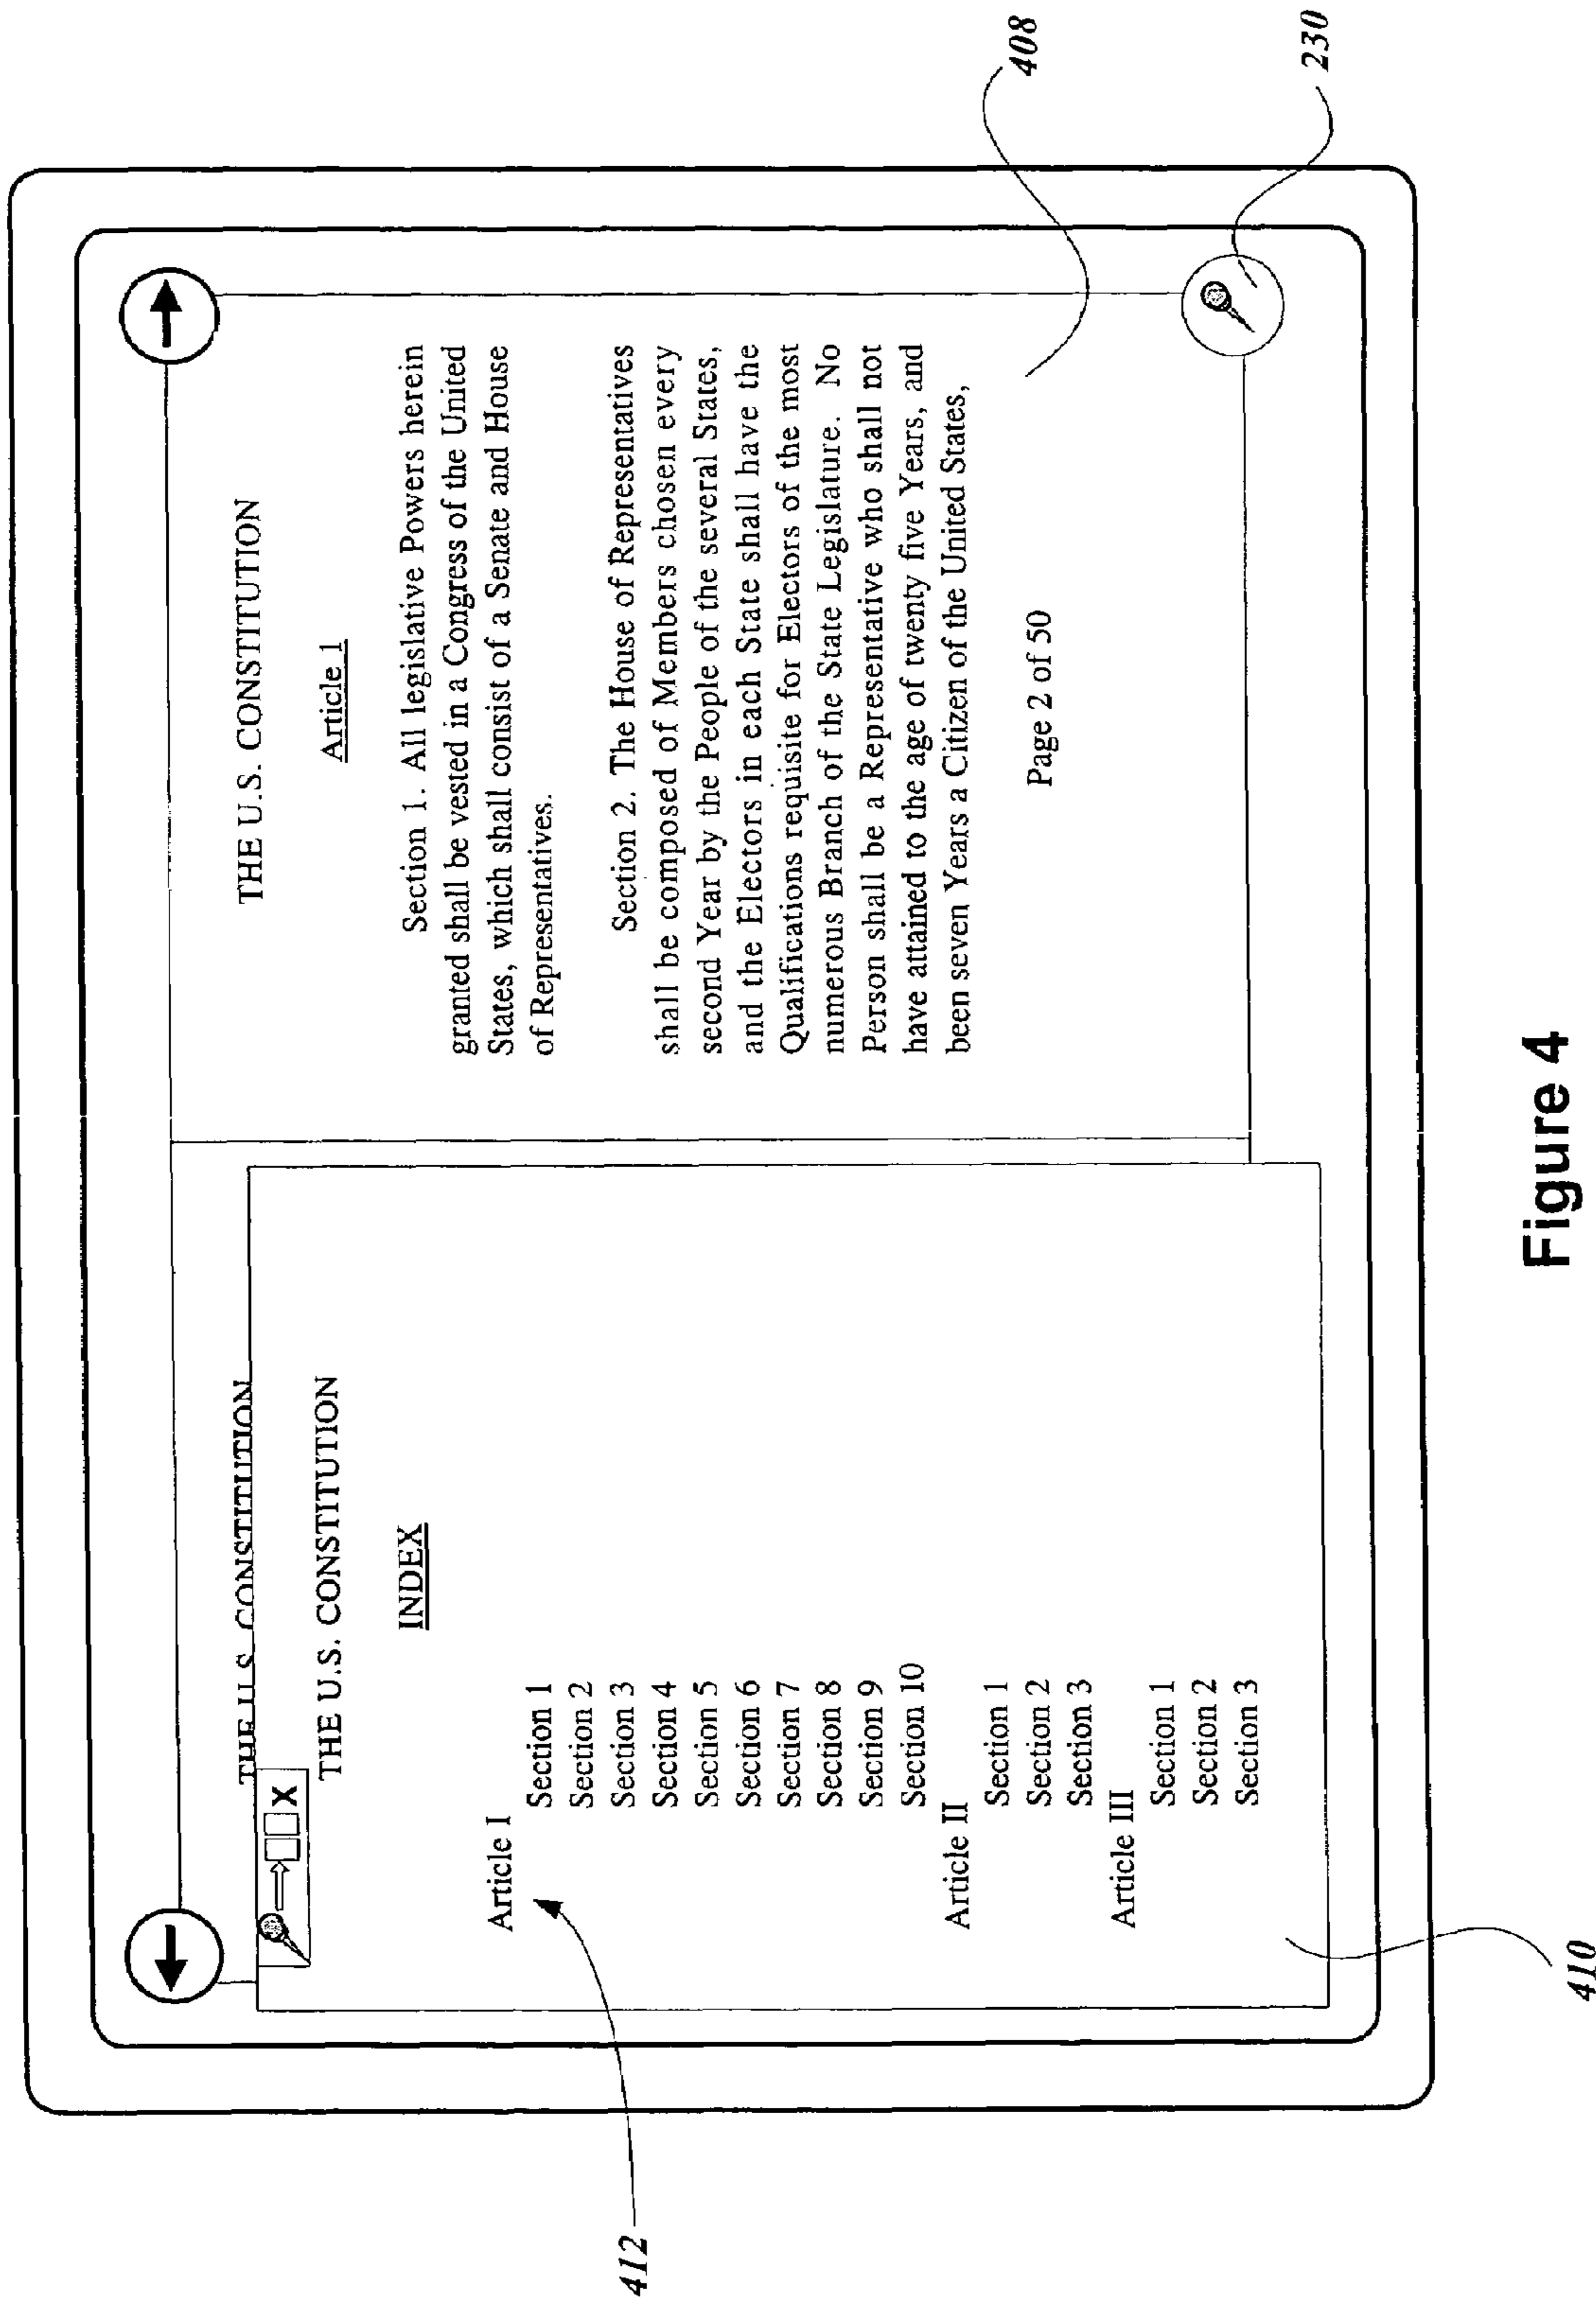 THE U.S. CONSTITUTION
X
THE U.S. CONSTITUTION
INDEX
Article I
Section 1
Section 2
Section 3
Section 4
Section 5
Section 6
Section 7
Section 8
Section 9
Section 10
Article II
Section 1
Section 2
Section 3
Article III
Section 1
Section 2
Section 3
THE U.S. CONSTITUTION
Article 1
Section 1. All legislative Powers herein
granted shall be vested in a Congress of the United
States, which shall consist of a Senate and House
of Representatives.
Section 2. The House of Representatives
shall be composed of Members chosen every
second Year by the People of the several States,
and the Electors in each State shall have the
Qualifications requisite for Electors of the most
numerous Branch of the State Legislature. No
Person shall be a Representative who shall not
have attained to the age of twenty five Years, and
been seven Years a Citizen of the United States,
Page 2 of 50
412
410
408
230
Figure 4